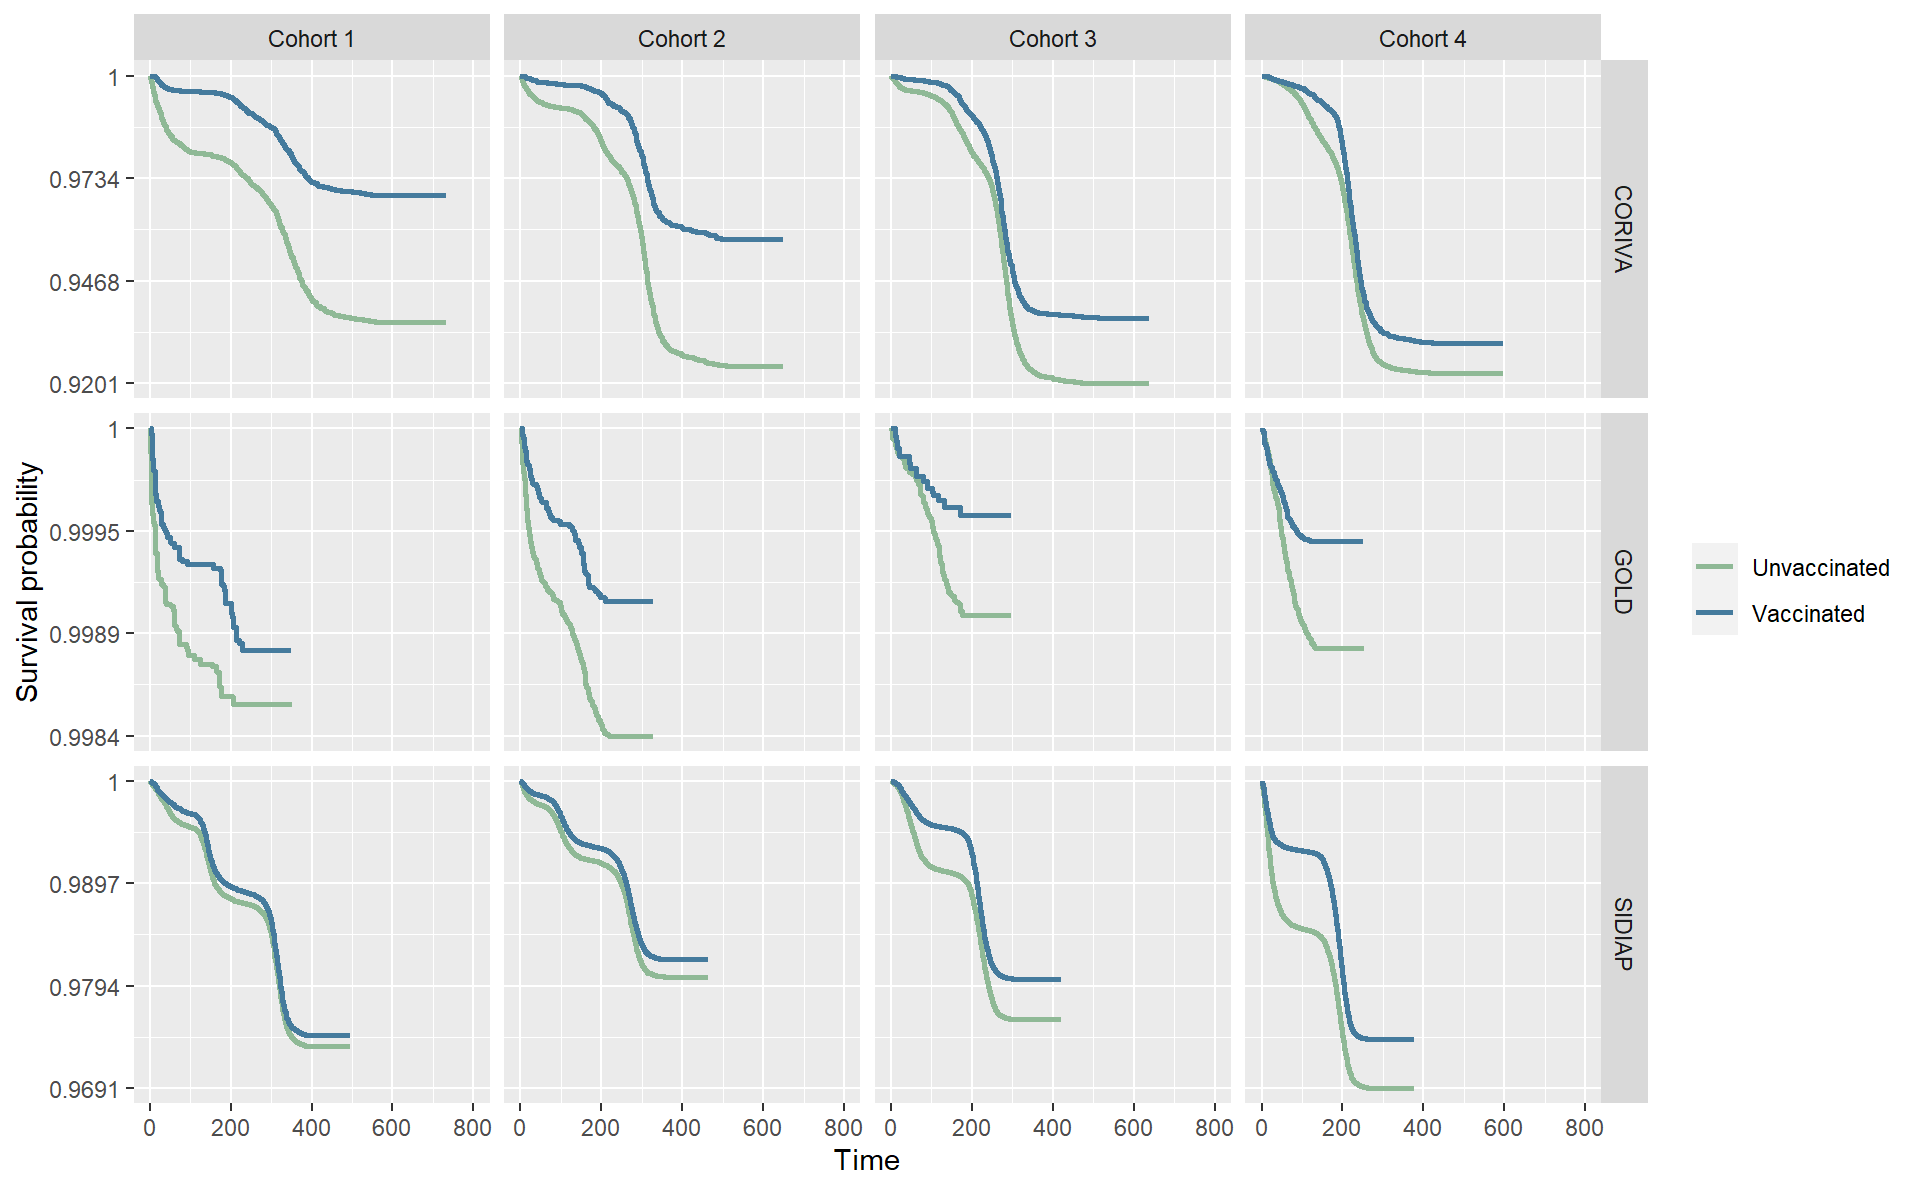 Cohort 1 Cohort 2 Cohort 3 Cohort 4
1
0.9734
0.9468
0.9201
CORIVA
1
0.9995
0.9989
0.9984
GOLD
1
0.9897
0.9794
0.9691
SIDIAP
Survival probability
0 200 400 600 800 0 200 400 600 800 0 200 400 600 800 0 200 400 600 800
Time
Unvaccinated
Vaccinated